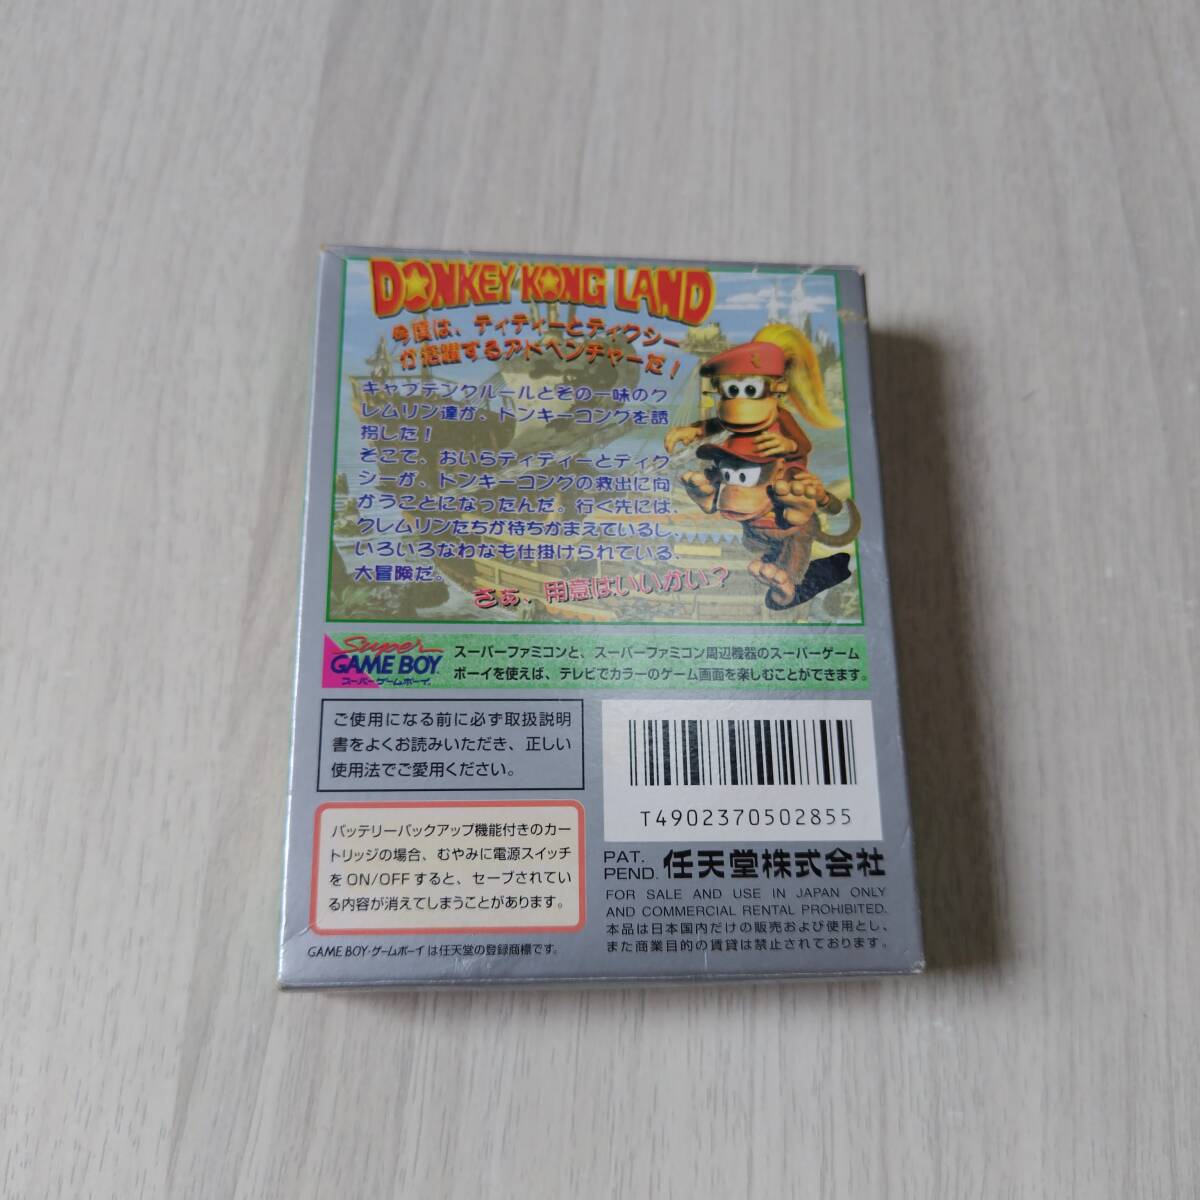 DONKEY KONG LAND
今度は、ディディーとディクシー
が活躍するアドベンチャーだ!
キャプテンクルールとその一味のク
レムリン達が、ドンキーコングを誘
拐した!
そこで、おいらディディーとディク
シーが、ドンキーコングの救出に向
かうことになったんだ。行く先には、
クレムリンたちが待ちかまえているし、
いろいろなわなも仕掛けられている、
大冒険だ。
さぁ、用意はいいかい?
Super
GAME BOY
スーパーゲームボーイ
スーパーファミコンと、スーパーファミコン周辺機器のスーパーゲーム
ボーイを使えば、テレビでカラーのゲーム画面を楽しむことができます。
ご使用になる前に必ず取扱説明
書をよくお読みいただき、正しい
使用法でご愛用ください。
バッテリーバックアップ機能付きのカー
トリッジの場合、むやみに電源スイッチ
をON/OFFすると、セーブされてい
る内容が消えてしまうことがあります。
GAME BOY・ゲームボーイは任天堂の登録商標です。
T4902370502855
PAT.
PEND. 任天堂株式会社
FOR SALE AND USE IN JAPAN ONLY
AND COMMERCIAL RENTAL PROHIBITED.
本品は日本国内だけの販売および使用とし、
また商業目的の賃貸は禁止されております。